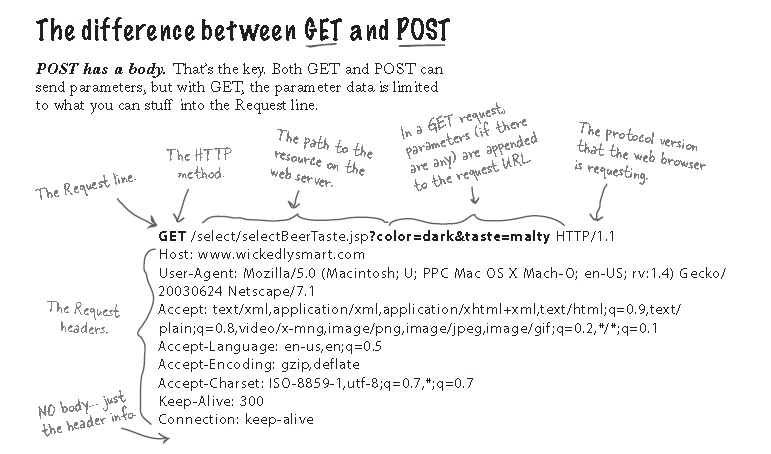 The difference between GET and POST
POST has a body. That's the key. Both GET and POST can
send parameters, but with GET, the parameter data is limited
to what you can stuff into the Request line.
The Request line.
The HTTP
method.
The path to the
resource on the
web server.
In a GET request,
parameters (if there
are any) are appended
to the request URL
The protocol version
that the web browser
is requesting.
GET /select/selectBeerTaste.jsp?color=dark&taste=malty HTTP/1.1
Host: www.wickedlysmart.com
User-Agent: Mozilla/5.0 (Macintosh; U; PPC Mac OS X Mach-O; en-US; rv:1.4) Gecko/
20030624 Netscape/7.1
Accept: text/xml,application/xml,application/xhtml+xml,text/html;q=0.9,text/
plain;q=0.8,video/x-mng,image/png,image/jpeg,image/gif;q=0.2,*/*;q=0.1
Accept-Language: en-us,en;q=0.5
Accept-Encoding: gzip,deflate
Accept-Charset: ISO-8859-1,utf-8;q=0.7,*;q=0.7
Keep-Alive: 300
Connection: keep-alive
The Request
headers.
NO body... just
the header info.